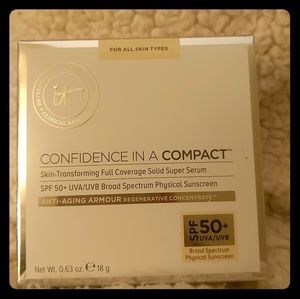 FOR ALL SKIN TYPES
it
CONFIDENCE IN A COMPACT™
Skin-Transforming Full Coverage Solid Super Serum
SPF 50+ UVA/UVB Broad Spectrum Physical Sunscreen
ANTI-AGING ARMOUR REGENERATIVE CONCENTRATE™
SPF 50+
UVA/UVB
Broad Spectrum
Physical Sunscreen
Net Wt. 0.63 oz. ℮ 18 g